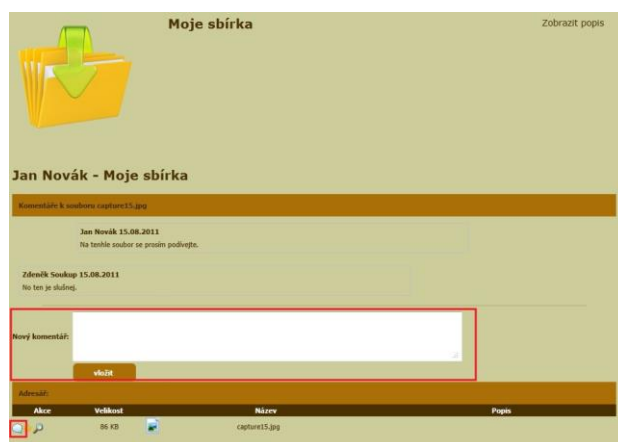 Moje sbírka
Zobrazit popis
Jan Novák - Moje sbírka
Komentáře k souboru capture15.jpg
Jan Novák 15.08.2011
Na tenhle soubor se prosím podívejte.
Zdeněk Soukup 15.08.2011
No ten je slušnej.
Nový komentář:
vložit
Adresář:
Akce Velikost Název Popis
86 KB capture15.jpg